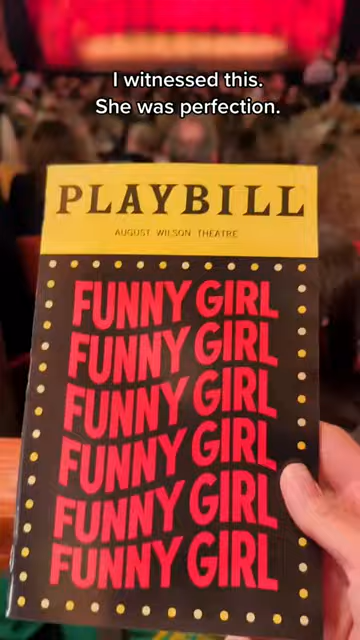 I witnessed this.
She was perfection.
PLAYBILL
AUGUST WILSON THEATRE
FUNNY GIRL
FUNNY GIRL
FUNNY GIRL
FUNNY GIRL
FUNNY GIRL
FUNNY GIRL